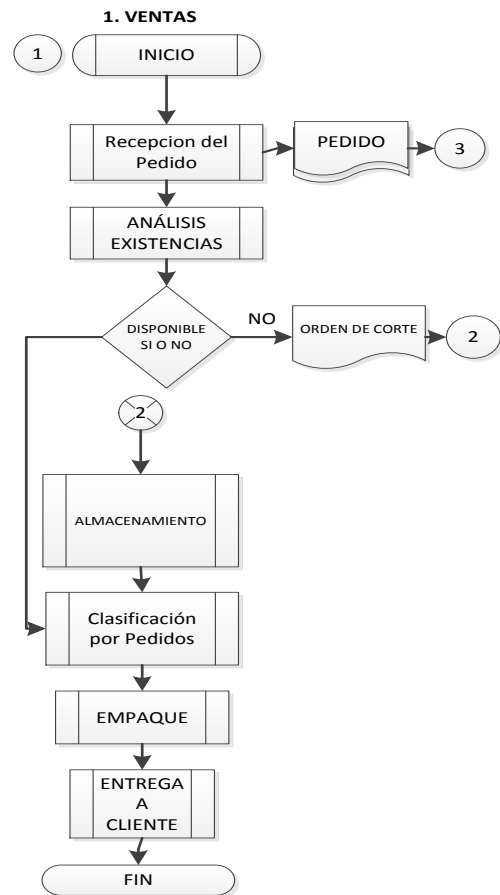 1. VENTAS
1
INICIO
Recepcion del
Pedido
PEDIDO
3
ANÁLISIS
EXISTENCIAS
DISPONIBLE
SI O NO
NO
ORDEN DE CORTE
2
2
ALMACENAMIENTO
Clasificación
por Pedidos
EMPAQUE
ENTREGA
A
CLIENTE
FIN